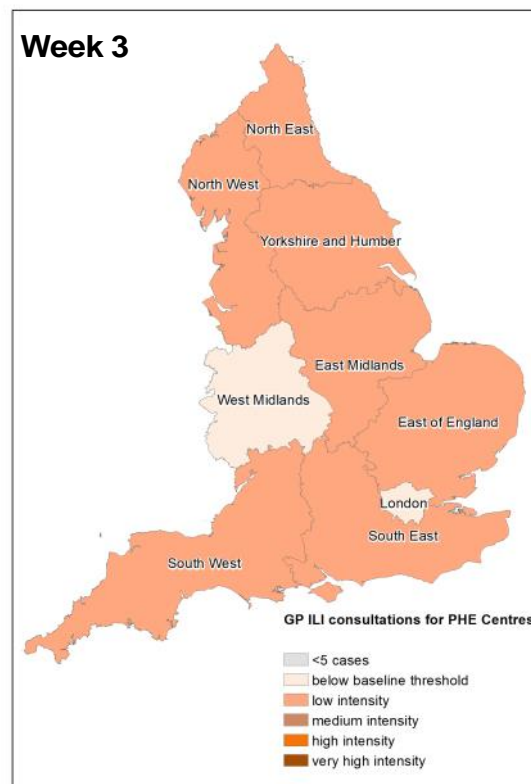 Week 3
North East
North West
Yorkshire and Humber
East Midlands
West Midlands
East of England
London
South East
South West
GP ILI consultations for PHE Centres
<5 cases
below baseline threshold
low intensity
medium intensity
high intensity
very high intensity